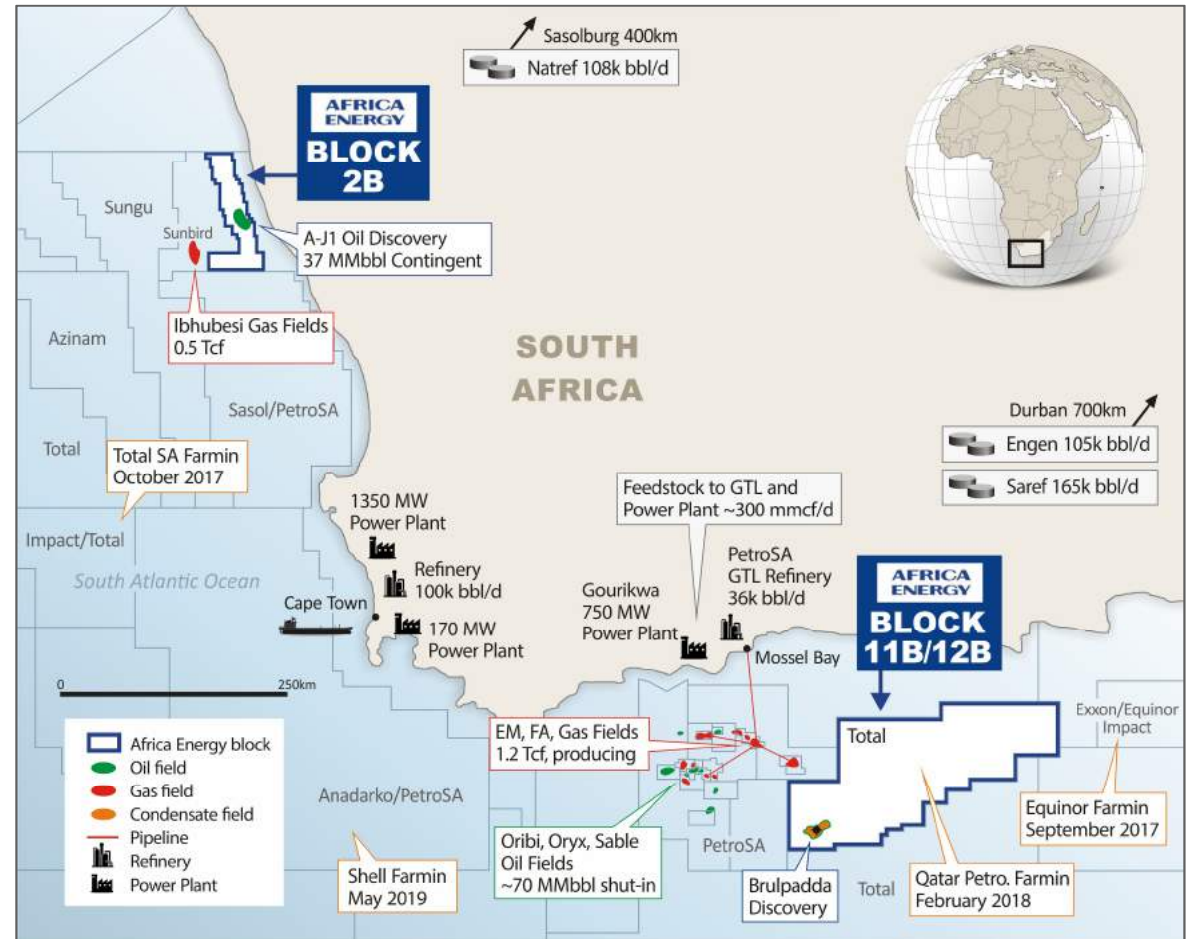 Sasolburg 400km
Natref 108k bbl/d
AFRICA
ENERGY
BLOCK
2B
Sungu
Sunbird
A-J1 Oil Discovery
37 MMbbl Contingent
Ibhubesi Gas Fields
0.5 Tcf
Azinam
SOUTH
AFRICA
Sasol/PetroSA
Total
Total SA Farmin
October 2017
Durban 700km
Engen 105k bbl/d
Saref 165k bbl/d
Impact/Total
South Atlantic Ocean
1350 MW
Power Plant
Refinery
100k bbl/d
Cape Town
170 MW
Power Plant
Feedstock to GTL and
Power Plant ~300 mmcf/d
Gourikwa
750 MW
Power Plant
PetroSA
GTL Refinery
36k bbl/d
Mossel Bay
AFRICA
ENERGY
BLOCK
11B/12B
0
250km
Africa Energy block
Oil field
Gas field
Condensate field
Pipeline
Refinery
Power Plant
Anadarko/PetroSA
Shell Farmin
May 2019
EM, FA, Gas Fields
1.2 Tcf, producing
Oribi, Oryx, Sable
Oil Fields
~70 MMbbl shut-in
PetroSA
Total
Brulpadda
Discovery
Total
Qatar Petro. Farmin
February 2018
Exxon/Equinor
Impact
Equinor Farmin
September 2017